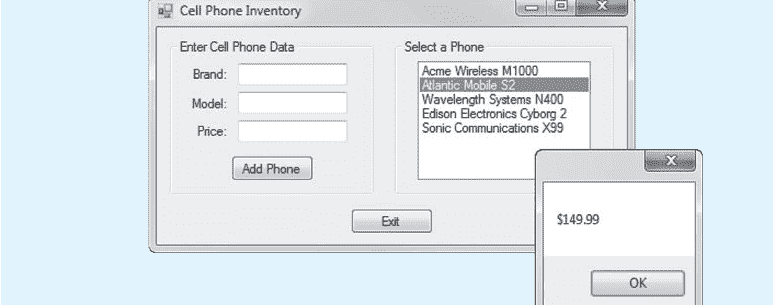 Cell Phone Inventory
Enter Cell Phone Data
Brand:
Model:
Price:
Add Phone
Select a Phone
Acme Wireless M1000
Atlantic Mobile S2
Wavelength Systems N400
Edison Electronics Cyborg 2
Sonic Communications X99
Exit
$149.99
OK